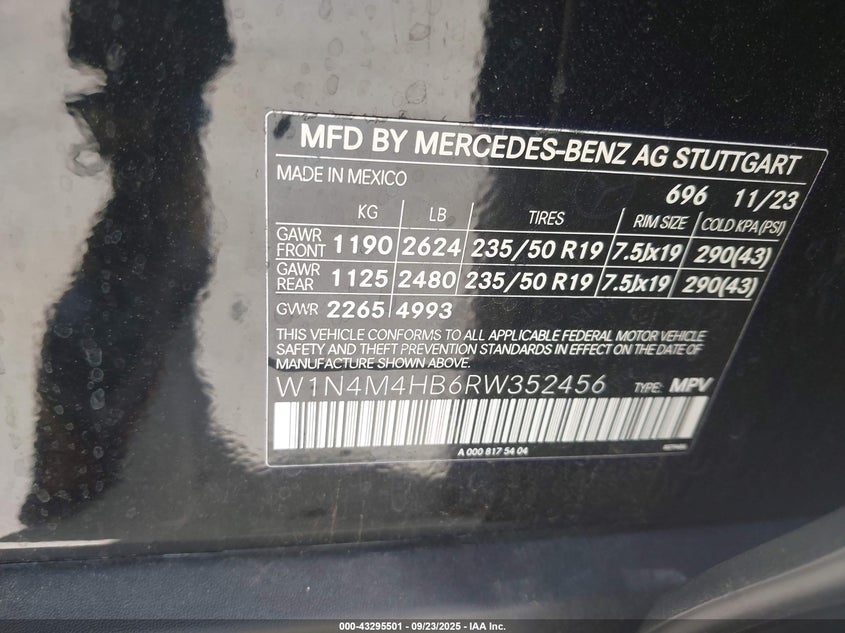 MFD BY MERCEDES-BENZ AG STUTTGART
MADE IN MEXICO 696 11/23
KG LB TIRES RIM SIZE COLD KPA (PSI)
GAWR FRONT 1190 2624 235/50 R19 7.5Jx19 290(43)
GAWR REAR 1125 2480 235/50 R19 7.5Jx19 290(43)
GVWR 2265 4993
THIS VEHICLE CONFORMS TO ALL APPLICABLE FEDERAL MOTOR VEHICLE
SAFETY AND THEFT PREVENTION STANDARDS IN EFFECT ON THE DATE OF
MANUFACTURE SHOWN ABOVE.
W1N4M4HB6RW352456 TYPE: MPV
A 000 817 54 04
000-43295501 - 09/23/2025 - IAA Inc.